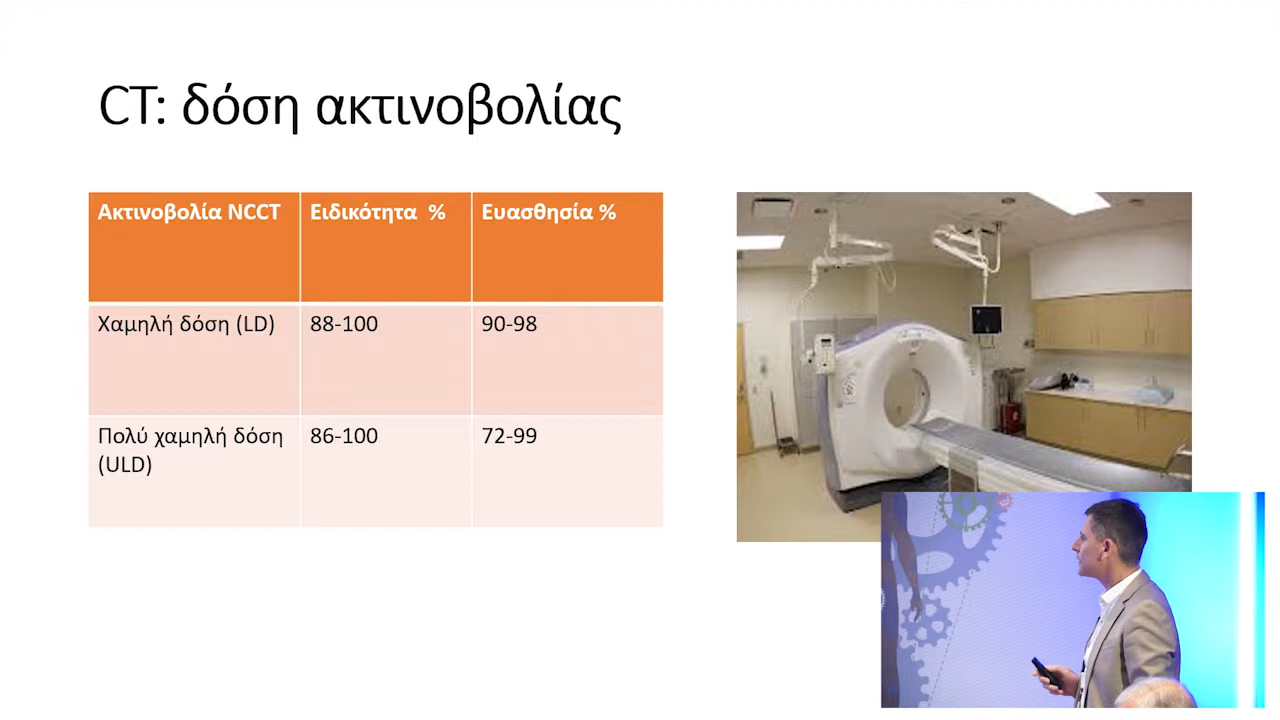 CT: δόση ακτινοβολίας
Ακτινοβολία NCCT Ειδικότητα % Ευασθησία %
Χαμηλή δόση (LD) 88-100 90-98
Πολύ χαμηλή δόση 86-100 72-99
(ULD)